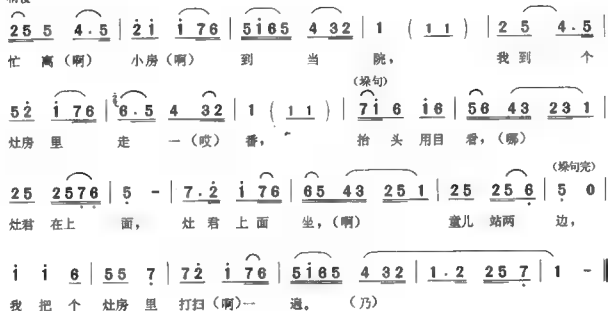 2 5 5 5 4 · 5 | 2 i i 7 6 | 5 i 6 5 4 3 2 | 1 ( 1 1 ) | 2 5 4 · 5 |
忙 离 (啊) 小房 (啊) 到 当 院, 我 到 个
(垛句)
5 2 i 7 6 | 6 · 5 4 3 2 | 1 ( 1 1 ) | 7 i 6 i 6 | 5 6 4 3 2 3 1 |
灶房 里 走 一 (哎) 番, 抬 头 用目 看, (哪)
(垛句完)
2 5 2 5 7 6 | 5 - | 7 · 2 i 7 6 | 6 5 4 3 2 5 1 | 2 5 2 5 6 | 5 0 |
灶君 在上 面, 灶 君 上 面 坐, (啊) 童儿 站两 边,
i i 6 | 5 5 7 | 7 2 i 7 6 | 5 i 6 5 4 3 2 | 1 · 2 2 5 7 | 1 - ‖
我 把 个 灶房 里 打扫 (啊) 一 遍。 (乃)